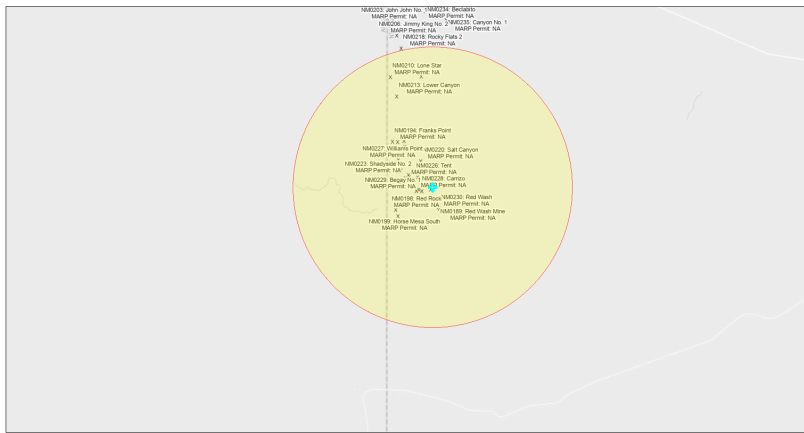 NM0203: John John No. 1
MARP Permit: NA
NM0234: Beclabito
MARP Permit: NA
NM0206: Jimmy King No. 2
MARP Permit: NA
NM0235: Canyon No. 1
MARP Permit: NA
NM0218: Rocky Flats 2
MARP Permit: NA
NM0210: Lone Star
MARP Permit: NA
NM0213: Lower Canyon
MARP Permit: NA
NM0194: Franks Point
MARP Permit: NA
NM0227: Williams Point
MARP Permit: NA
NM0220: Salt Canyon
MARP Permit: NA
NM0223: Shadyside No. 2
MARP Permit: NA
NM0226: Tent
MARP Permit: NA
NM0229: Begay No. 1
MARP Permit: NA
NM0228: Carrizo
MARP Permit: NA
NM0198: Red Rock
MARP Permit: NA
NM0230: Red Wash
MARP Permit: NA
NM0189: Red Wash Mine
MARP Permit: NA
NM0199: Horse Mesa South
MARP Permit: NA